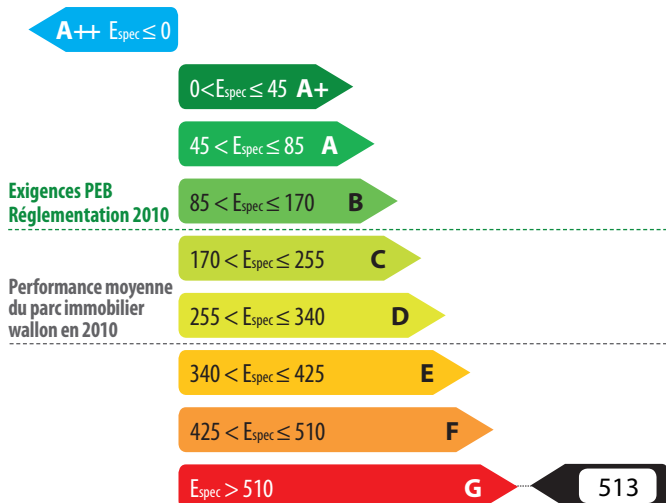 A++ Espec ≤ 0
0<Espec ≤ 45 A+
45 < Espec ≤ 85 A
Exigences PEB
Réglementation 2010
85 < Espec ≤ 170 B
170 < Espec ≤ 255 C
Performance moyenne
du parc immobilier
wallon en 2010
255 < Espec ≤ 340 D
340 < Espec ≤ 425 E
425 < Espec ≤ 510 F
Espec > 510 G 513